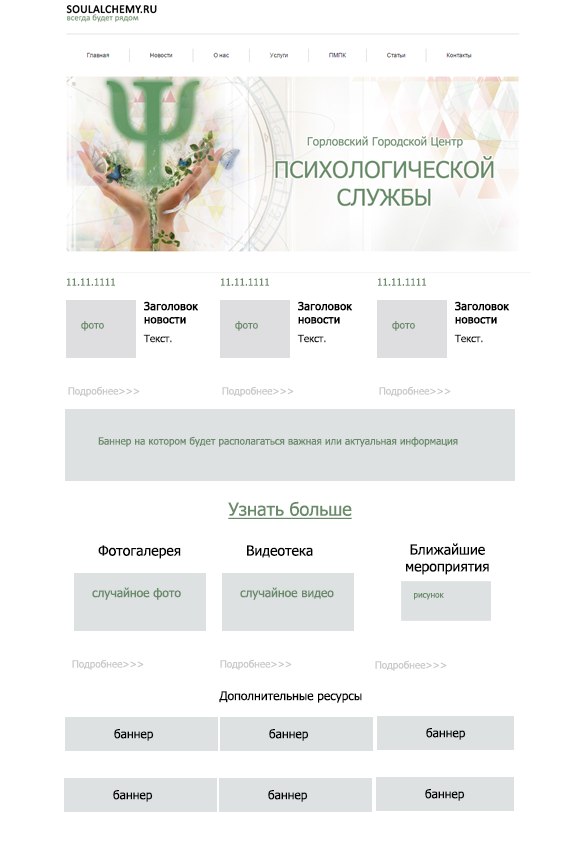 SOULALCHEMY.RU
всегда будет рядом
Главная Новости О нас Услуги ПМПК Статьи Контакты
Горловский Городской Центр
ПСИХОЛОГИЧЕСКОЙ
СЛУЖБЫ
11.11.1111 11.11.1111 11.11.1111
фото
Заголовок
новости
Текст.
фото
Заголовок
новости
Текст.
фото
Заголовок
новости
Текст.
Подробнее>>> Подробнее>>> Подробнее>>>
Баннер на котором будет располагаться важная или актуальная информация
Узнать больше
Фотогалерея
случайное фото
Видеотека
случайное видео
Ближайшие
мероприятия
рисунок
Подробнее>>> Подробнее>>> Подробнее>>>
Дополнительные ресурсы
баннер баннер баннер
баннер баннер баннер